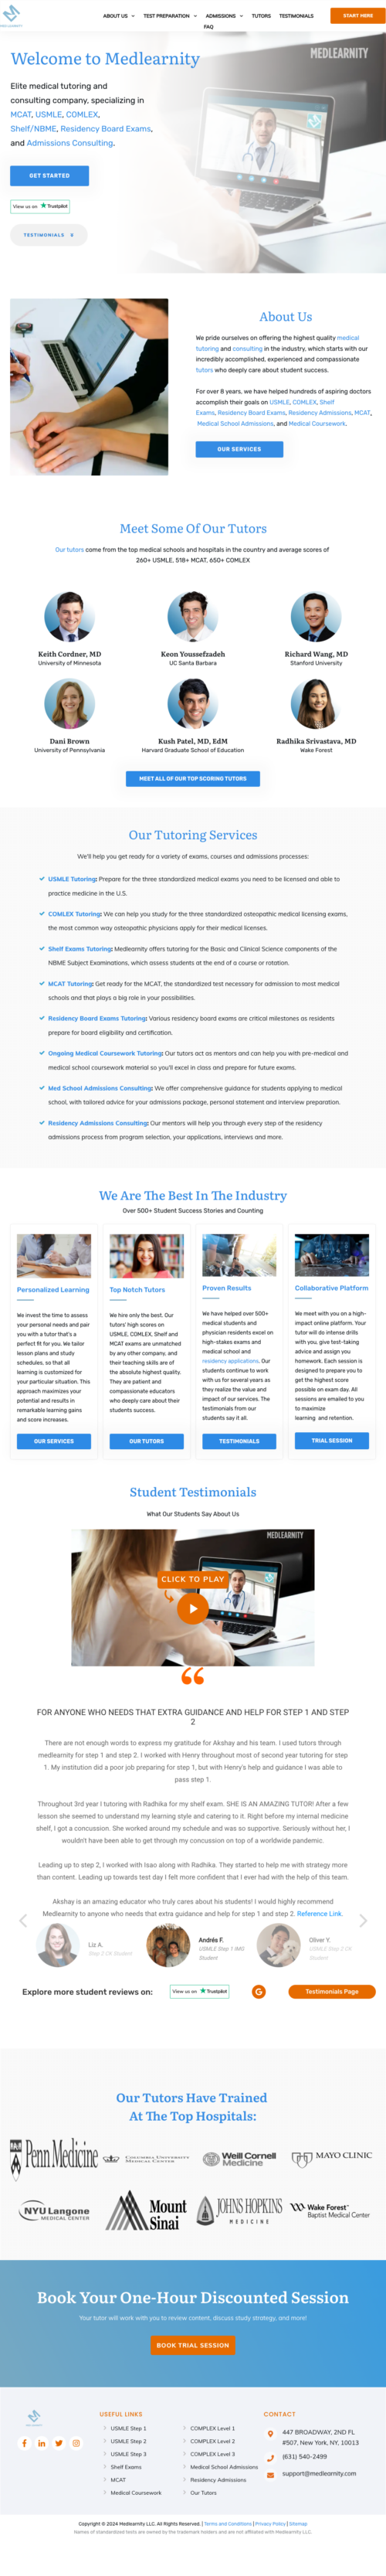 ABOUT US TEST PREPARATION ADMISSIONS TUTORS TESTIMONIALS
FAQ
START HERE
MEDLEARNITY
Welcome to Medlearnity
Elite medical tutoring and
consulting company, specializing in
MCAT, USMLE, COMLEX,
Shelf/NBME, Residency Board Exams,
and Admissions Consulting.
GET STARTED
View us on Trustpilot
TESTIMONIALS
About Us
We pride ourselves on offering the highest quality medical
tutoring and consulting in the industry, which starts with our
incredibly accomplished, experienced and compassionate
tutors who deeply care about student success.
For over 8 years, we have helped hundreds of aspiring doctors
accomplish their goals on USMLE, COMLEX, Shelf
Exams, Residency Board Exams, Residency Admissions, MCAT,
Medical School Admissions, and Medical Coursework.
OUR SERVICES
Meet Some Of Our Tutors
Our tutors come from the top medical schools and hospitals in the country and average scores of
260+ USMLE, 518+ MCAT, 650+ COMLEX
Keith Cordner, MD
University of Minnesota
Keon Youssefzadeh
UC Santa Barbara
Richard Wang, MD
Stanford University
Dani Brown
University of Pennsylvania
Kush Patel, MD, EdM
Harvard Graduate School of Education
Radhika Srivastava, MD
Wake Forest
MEET ALL OF OUR TOP SCORING TUTORS
Our Tutoring Services
We'll help you get ready for a variety of exams, courses and admissions processes:
USMLE Tutoring: Prepare for the three standardized medical exams you need to be licensed and able to
practice medicine in the U.S.
COMLEX Tutoring: We can help you study for the three standardized osteopathic medical licensing exams,
the most common way osteopathic physicians apply for their medical licenses.
Shelf Exams Tutoring: Medlearnity offers tutoring for the Basic and Clinical Science components of the
NBME Subject Examinations, which assess students at the end of a course or rotation.
MCAT Tutoring: Get ready for the MCAT, the standardized test necessary for admission to most medical
schools and that plays a big role in your possibilities.
Residency Board Exams Tutoring: Various residency board exams are critical milestones as residents
prepare for board eligibility and certification.
Ongoing Medical Coursework Tutoring: Our tutors act as mentors and can help you with pre-medical and
medical school coursework material so you'll excel in class and prepare for future exams.
Med School Admissions Consulting: We offer comprehensive guidance for students applying to medical
school, with tailored advice for your admissions package, personal statement and interview preparation.
Residency Admissions Consulting: Our mentors will help you through every step of the residency
admissions process from program selection, your applications, interviews and more.
We Are The Best In The Industry
Over 500+ Student Success Stories and Counting
Personalized Learning
We invest the time to assess
your personal needs and pair
you with a tutor that's a
perfect fit for you. We tailor
lesson plans and study
schedules, so that all
learning is customized for
your particular situation. This
approach maximizes your
potential and results in
remarkable learning gains
and score increases.
OUR SERVICES
Top Notch Tutors
We hire only the best. Our
tutors' high scores on
USMLE, COMLEX, Shelf and
MCAT exams are unmatched
by any other company, and
their teaching skills are of
the absolute highest quality.
They are patient and
compassionate educators
who deeply care about their
students success.
OUR TUTORS
Proven Results
We have helped over 500+
medical students and
physician residents excel on
high-stakes exams and
medical school and
residency applications. Our
students continue to work
with us for several years as
they realize the value and
impact of our services. The
testimonials from our
students say it all.
TESTIMONIALS
Collaborative Platform
We meet with you on a high-
impact online platform. Your
tutor will do intense drills
with you, give test-taking
advice and assign you
homework. Each session is
designed to prepare you to
get the highest score
possible on exam day. All
sessions are emailed to you
to maximize
learning and retention.
TRIAL SESSION
Student Testimonials
What Our Students Say About Us
MEDLEARNITY
CLICK TO PLAY
FOR ANYONE WHO NEEDS THAT EXTRA GUIDANCE AND HELP FOR STEP 1 AND STEP
2
There are not enough words to express my gratitude for Akshay and his team. I used tutors through
medlearnity for step 1 and step 2. I worked with Henry throughout most of second year tutoring for step
1. My institution did a poor job preparing for step 1, but with Henry's help and guidance I was able to
pass step 1.
Throughout 3rd year I tutoring with Radhika for my shelf exam. SHE IS AN AMAZING TUTOR! After a few
lesson she seemed to understand my learning style and catering to it. Right before my internal medicine
shelf, I got a concussion. She worked around my schedule and was so supportive. Seriously without her, I
wouldn't have been able to get through my concussion on top of a worldwide pandemic.
Leading up to step 2, I worked with Isao along with Radhika. They started to help me with strategy more
than content. Leading up towards test day I felt more confident that I ever had with the help of this team.
Akshay is an amazing educator who truly cares about his students! I would highly recommend
Medlearnity to anyone who needs that extra guidance and help for step 1 and step 2. Reference Link.
Liz A.
Step 2 CK Student
Andrés F.
USMLE Step 1 IMG
Student
Oliver Y.
USMLE Step 2 CK
Student
Explore more student reviews on:
View us on Trustpilot
G
Testimonials Page
Our Tutors Have Trained
At The Top Hospitals:
Penn Medicine
COLUMBIA UNIVERSITY
MEDICAL CENTER
Weill Cornell
Medicine
MAYO CLINIC
NYU Langone
MEDICAL CENTER
Mount
Sinai
JOHNS HOPKINS
MEDICINE
Wake Forest
Baptist Medical Center
Book Your One-Hour Discounted Session
Your tutor will work with you to review content, discuss study strategy, and more!
BOOK TRIAL SESSION
USEFUL LINKS
USMLE Step 1
USMLE Step 2
USMLE Step 3
Shelf Exams
MCAT
Medical Coursework
COMPLEX Level 1
COMPLEX Level 2
COMPLEX Level 3
Medical School Admissions
Residency Admissions
Our Tutors
CONTACT
447 BROADWAY, 2ND FL
#507, New York, NY, 10013
(631) 540-2499
support@medlearnity.com
Copyright © 2024 Medlearnity LLC. All Rights Reserved. | Terms and Conditions | Privacy Policy | Sitemap
Names of standardized tests are owned by the trademark holders and are not affiliated with Medlearnity LLC.